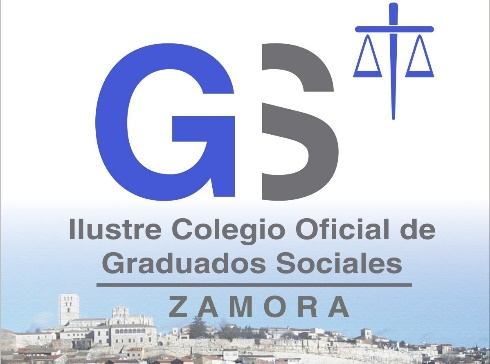 GS
Ilustre Colegio Oficial de
Graduados Sociales
ZAMORA